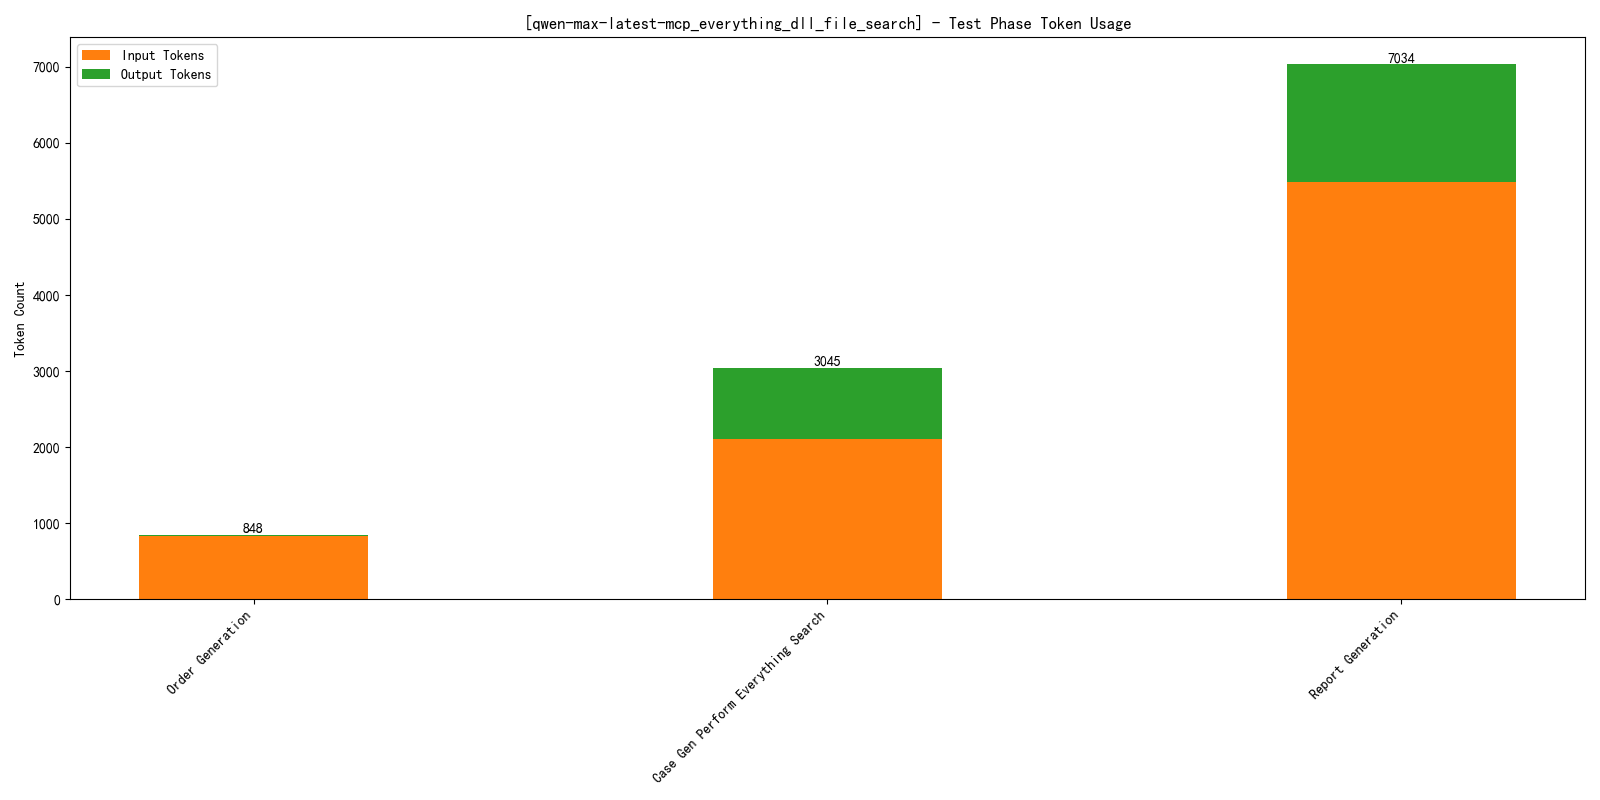 [qwen-max-latest-mcp_everything_dll_file_search] - Test Phase Token Usage
Input Tokens
Output Tokens
Token Count
7000
6000
5000
4000
3000
2000
1000
0
848
3045
7034
Order Generation
Case Gen Perform Everything Search
Report Generation